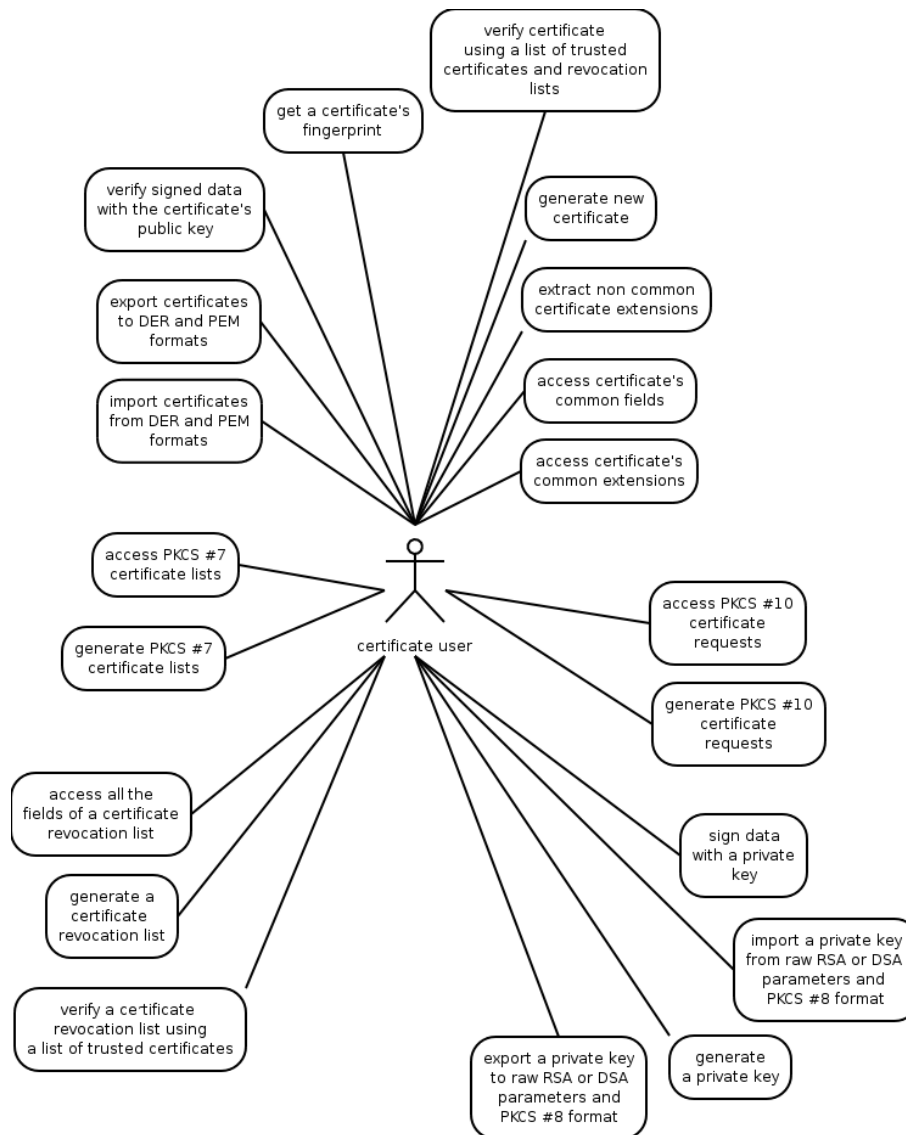 verify certificate
using a list of trusted
certificates and revocation
lists
get a certificate's
fingerprint
verify signed data
with the certificate's
public key
generate new
certificate
export certificates
to DER and PEM
formats
extract non common
certificate extensions
import certificates
from DER and PEM
formats
access certificate's
common fields
access certificate's
common extensions
access PKCS #7
certificate lists
access PKCS #10
certificate
requests
generate PKCS #7
certificate lists
certificate user
generate PKCS #10
certificate
requests
access all the
fields of a certificate
revocation list
sign data
with a private
key
generate a
certificate
revocation list
import a private key
from raw RSA or DSA
parameters and
PKCS #8 format
verify a certificate
revocation list using
a list of trusted certificates
export a private key
to raw RSA or DSA
parameters and
PKCS #8 format
generate
a private key